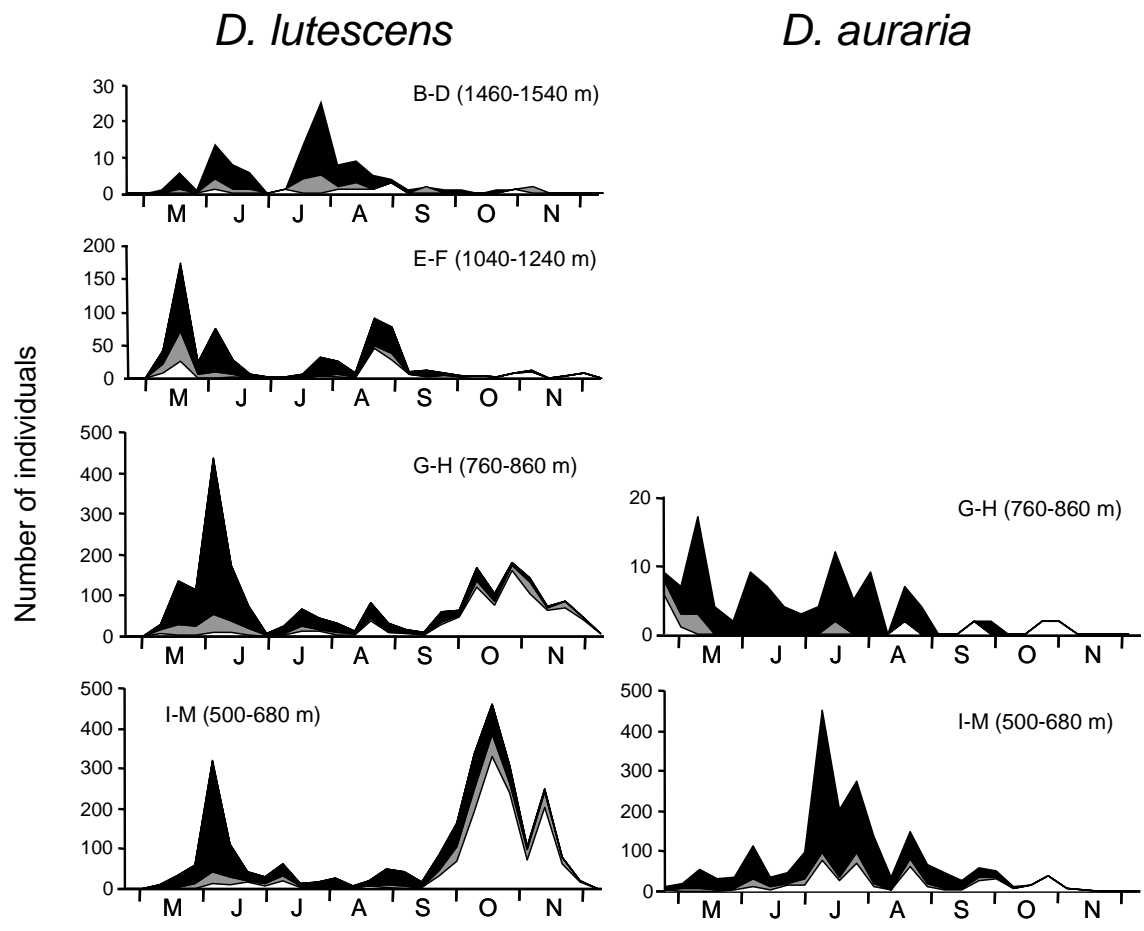 D. lutescens
D. auraria
Number of individuals
B-D (1460-1540 m)
30
20
10
0
M J J A S O N
E-F (1040-1240 m)
200
150
100
50
0
M J J A S O N
G-H (760-860 m)
500
400
300
200
100
0
M J J A S O N
G-H (760-860 m)
20
10
0
M J J A S O N
I-M (500-680 m)
500
400
300
200
100
0
M J J A S O N
I-M (500-680 m)
500
400
300
200
100
0
M J J A S O N